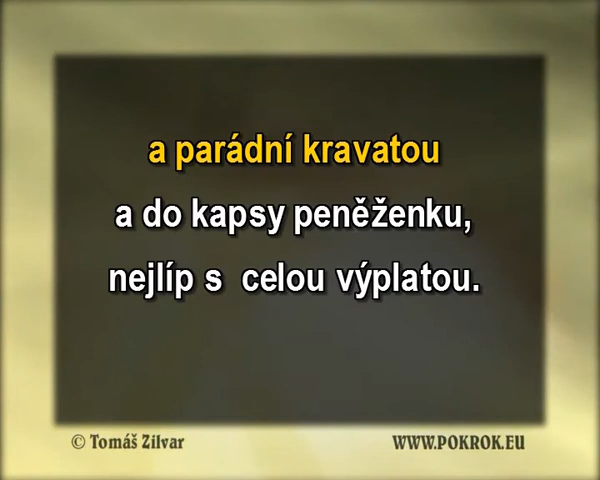 a parádní kravatou
a do kapsy peněženku,
nejlíp s celou výplatou.
© Tomáš Zilvar
WWW.POKROK.EU